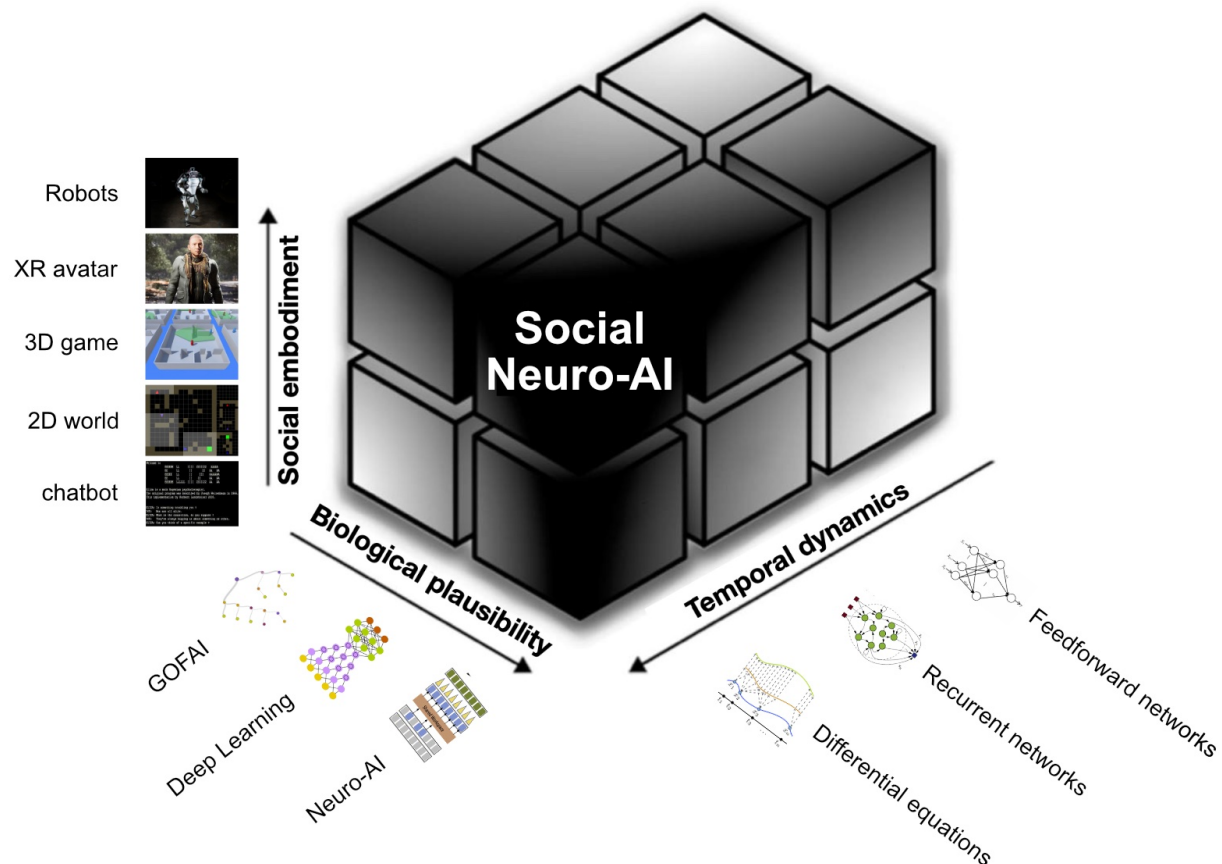 Social
Neuro-AI
Robots
XR avatar
3D game
2D world
chatbot
Social embodiment
Biological plausibility
Temporal dynamics
GOFAI
Deep Learning
Neuro-AI
Differential equations
Recurrent networks
Feedforward networks